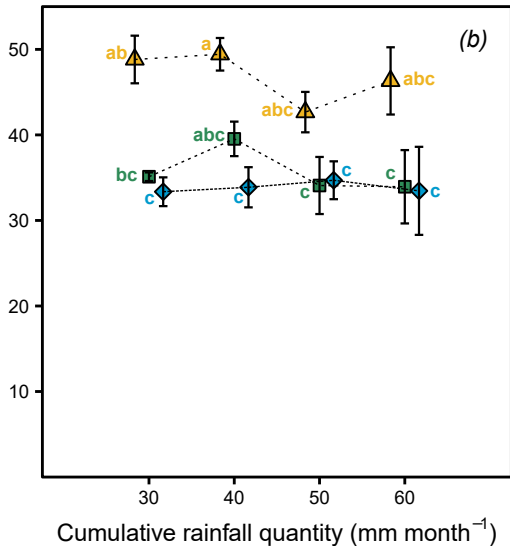 50
40
30
20
10
(b)
ab
a
abc
abc
bc
abc
c
c
c
c
c
c
30 40 50 60
Cumulative rainfall quantity (mm month⁻¹)